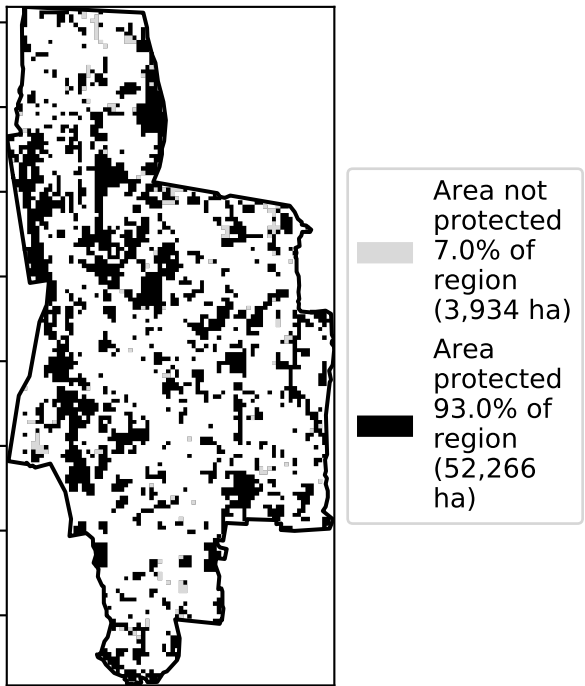 Area not
protected
7.0% of
region
(3,934 ha)
Area
protected
93.0% of
region
(52,266
ha)